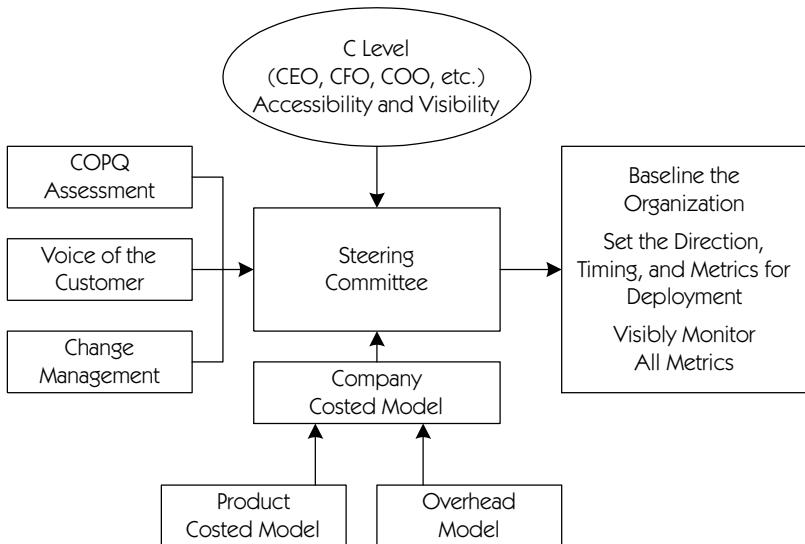 C Level
(CEO, CFO, COO, etc.)
Accessibility and Visibility
COPQ
Assessment
Voice of the
Customer
Change
Management
Steering
Committee
Company
Costed Model
Product
Costed Model
Overhead
Model
Baseline the
Organization
Set the Direction,
Timing, and Metrics for
Deployment
Visibly Monitor
All Metrics